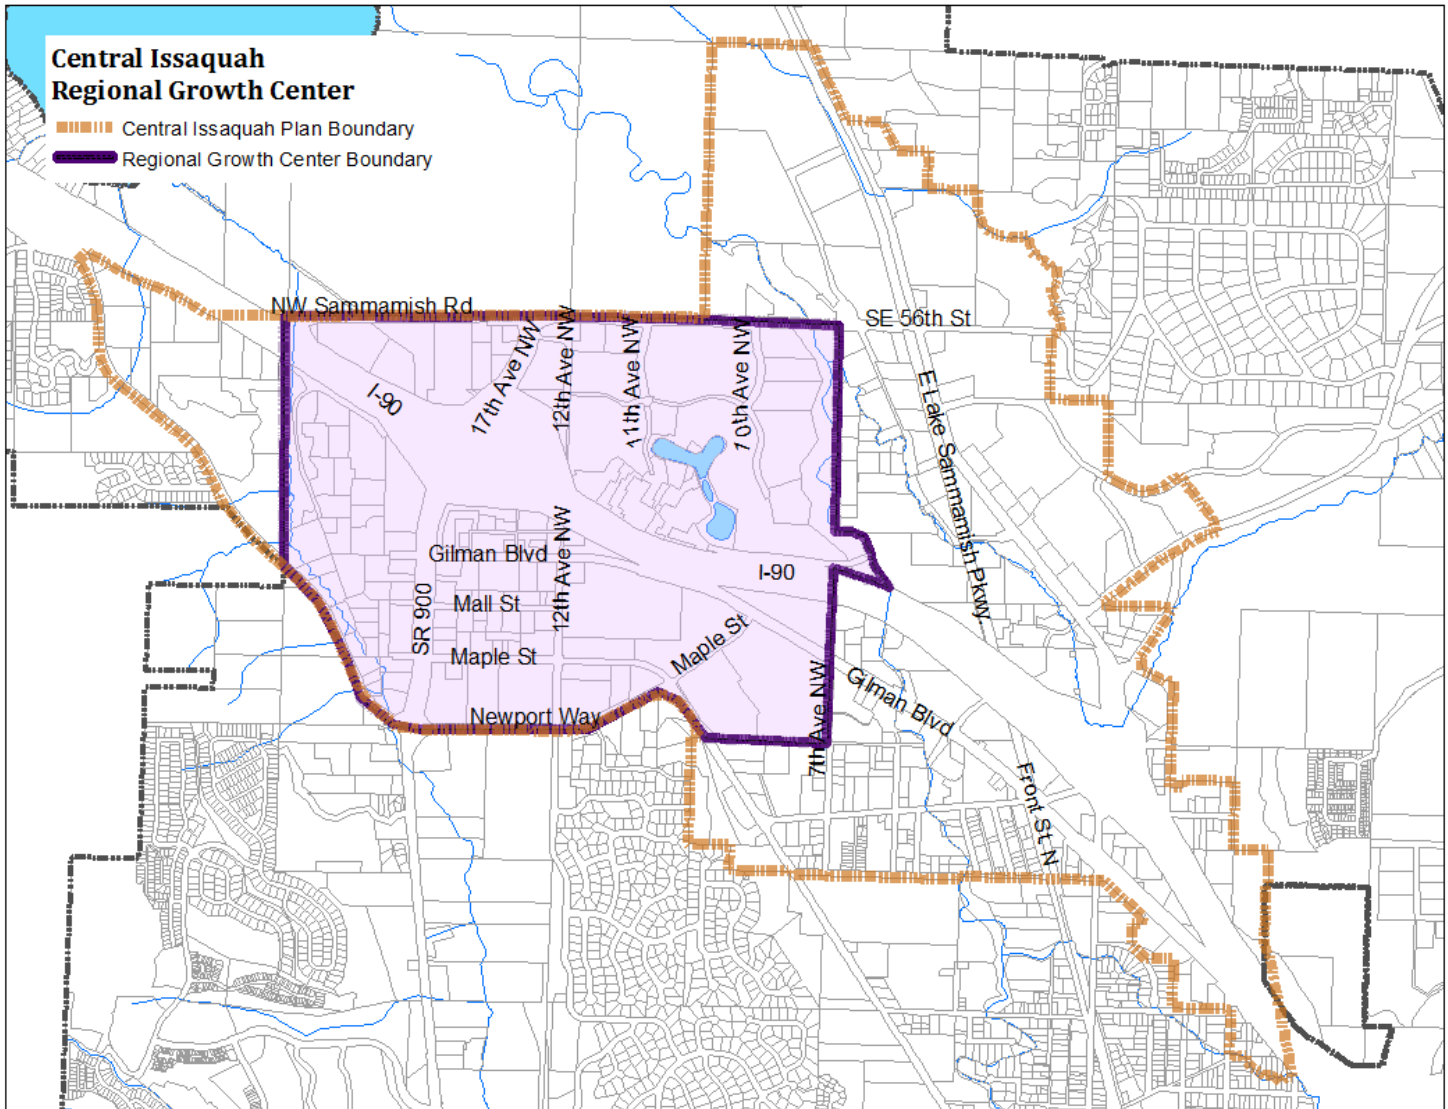 Central Issaquah
Regional Growth Center
Central Issaquah Plan Boundary
Regional Growth Center Boundary
NW Sammamish Rd
SE 56th St
I-90
17th Ave NW
12th Ave NW
11th Ave NW
10th Ave NW
E Lake Sammamish Pkwy
Gilman Blvd
12th Ave NW
I-90
SR 900
Mall St
Maple St
Maple St
Newport Way
7th Ave NW
Gilman Blvd
Front St N